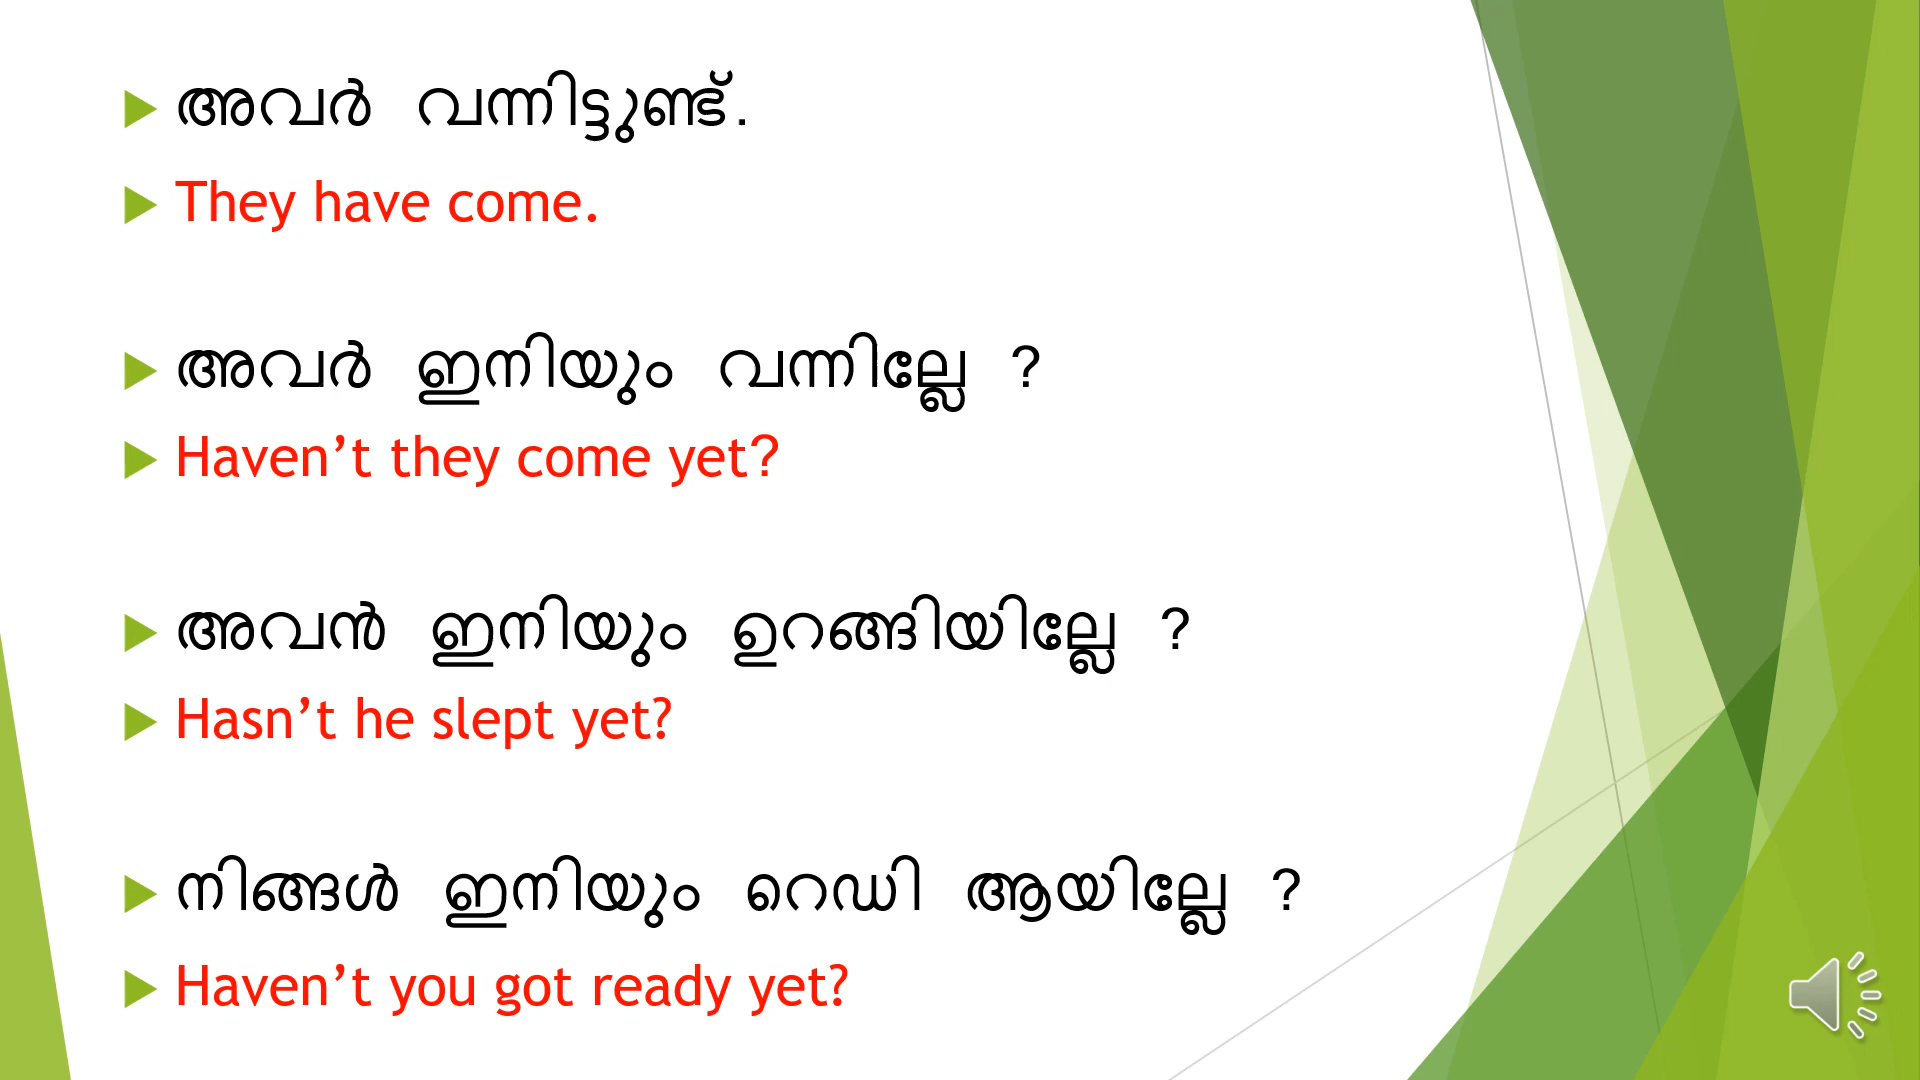 അവർ വന്നിട്ടുണ്ട്.
They have come.
അവർ ഇനിയും വന്നില്ലേ ?
Haven’t they come yet?
അവൻ ഇനിയും ഉറങ്ങിയില്ലേ ?
Hasn’t he slept yet?
നിങ്ങൾ ഇനിയും റെഡി ആയില്ലേ ?
Haven’t you got ready yet?